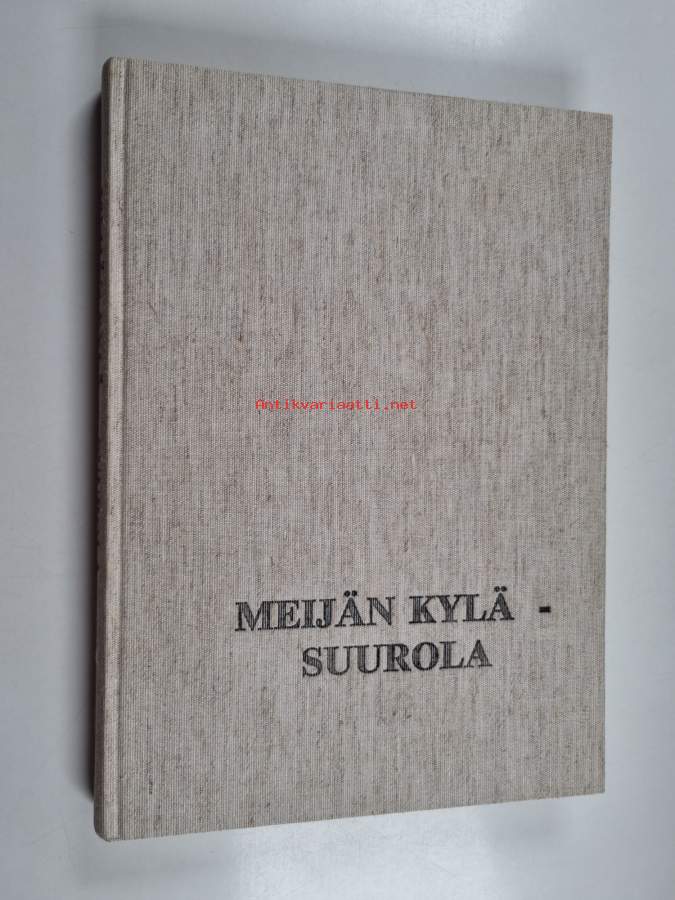 Antikvariaatti.net
MEIJÄN KYLÄ -
SUUROLA